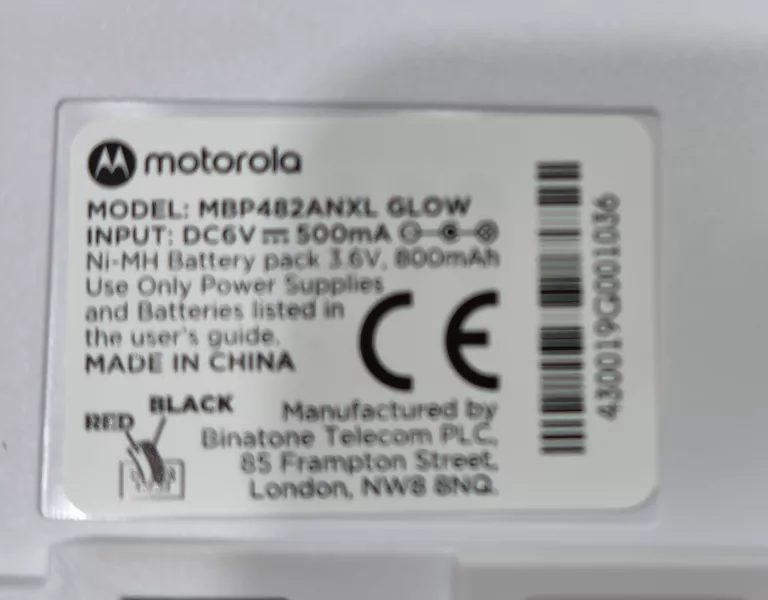 motorola
MODEL: MBP482ANXL GLOW
INPUT: DC6V 500mA
Ni-MH Battery pack 3.6V, 800mAh
Use Only Power Supplies
and Batteries listed in
the user's guide.
MADE IN CHINA
CE
RED BLACK
Manufactured by
Binatone Telecom PLC,
85 Frampton Street,
London, NW8 8NQ.
430019G001036